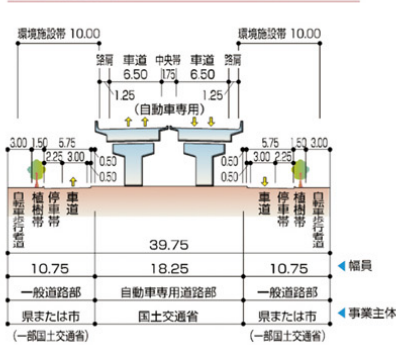 環境施設帯 10.00
路肩 車道 中央帯 車道 路肩
環境施設帯 10.00
6.50 1.75 6.50
1.25 1.25
(自動車専用)
3.00 1.50 5.75
5.75 1.50 3.00
2.25 3.00 0.50
0.50
0.50 3.00 2.25
0.50
自転車歩行者道
植樹帯
停車帯
車道
車道
停車帯
植樹帯
自転車歩行者道
39.75
10.75 18.25 10.75 ◀幅員
一般道路部 自動車専用道路部 一般道路部
県または市 国土交通省 県または市 ◀事業主体
(一部国土交通省) (一部国土交通省)